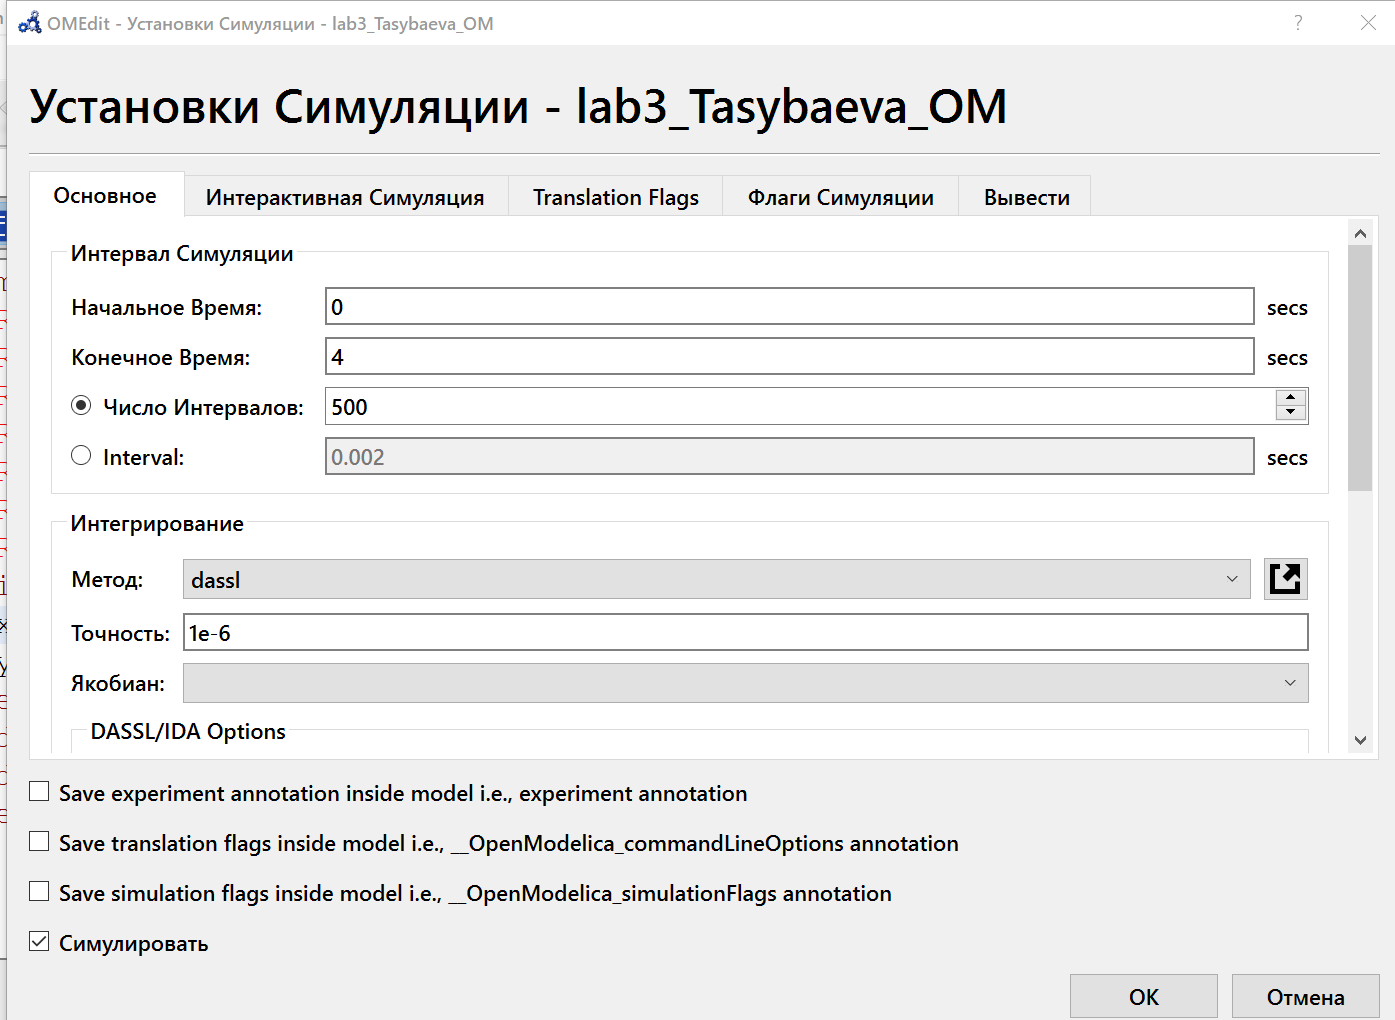 OMEdit - Установки Симуляции - lab3_Tasybaeva_OM
Установки Симуляции - lab3_Tasybaeva_OM
Основное Интерактивная Симуляция Translation Flags Флаги Симуляции Вывести
Интервал Симуляции
Начальное Время: 0 secs
Конечное Время: 4 secs
Число Интервалов: 500
Interval: 0.002 secs
Интегрирование
Метод: dassl
Точность: 1e-6
Якобиан:
DASSL/IDA Options
Save experiment annotation inside model i.e., experiment annotation
Save translation flags inside model i.e., __OpenModelica_commandLineOptions annotation
Save simulation flags inside model i.e., __OpenModelica_simulationFlags annotation
Симулировать
OK Отмена